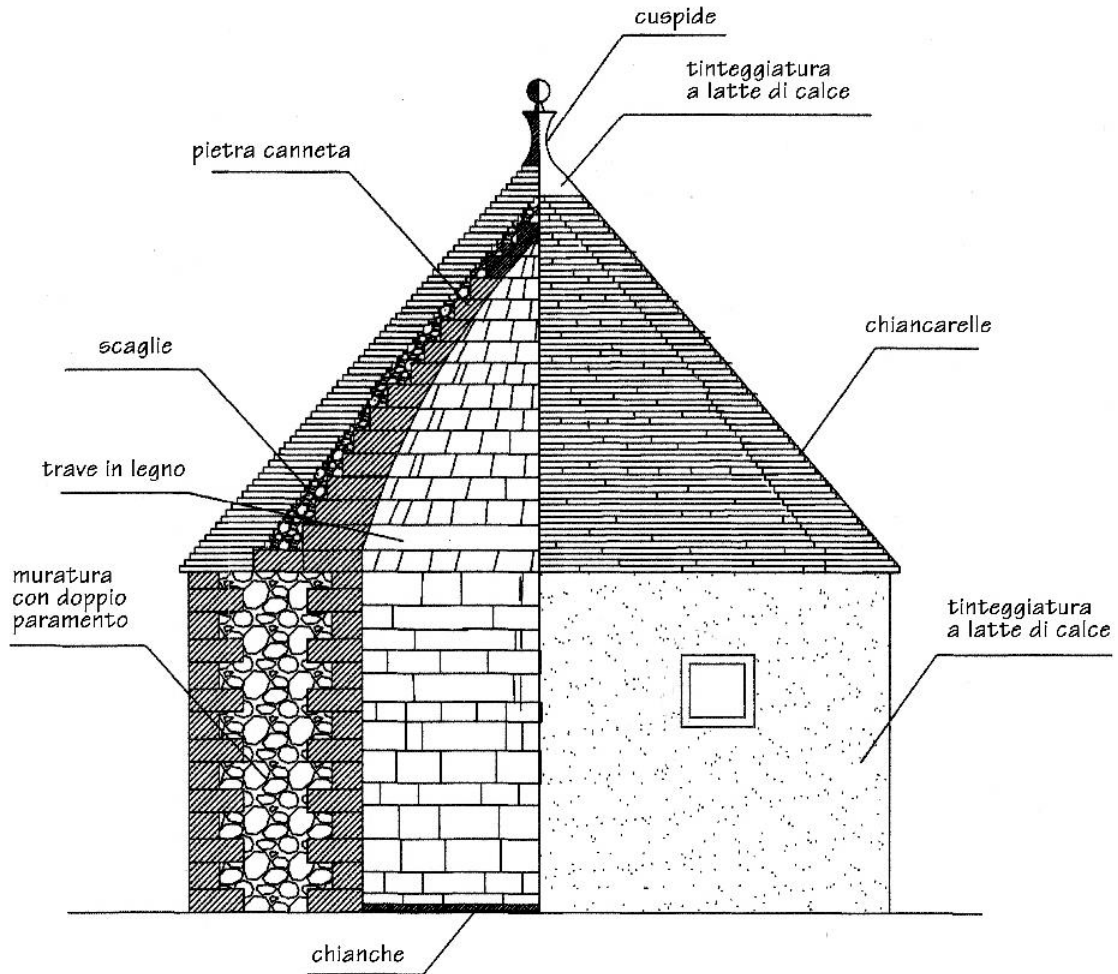 cuspide
tinteggiatura
a latte di calce
pietra canneta
chiancarelle
scaglie
trave in legno
muratura
con doppio
paramento
tinteggiatura
a latte di calce
chianche